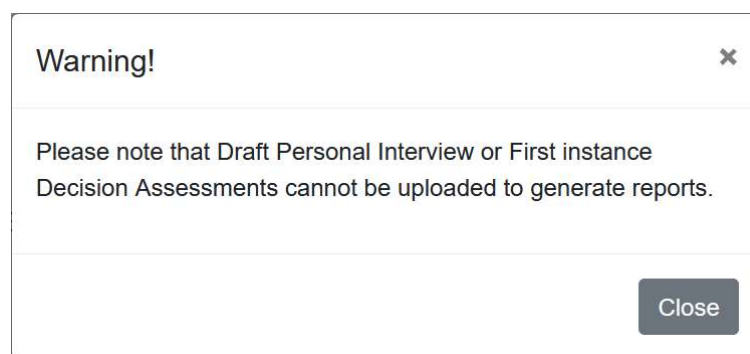 Warning!
×
Please note that Draft Personal Interview or First instance
Decision Assessments cannot be uploaded to generate reports.
Close